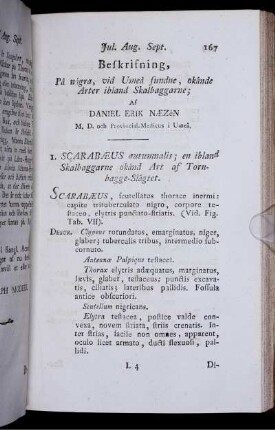 Jul. Aug. Sept. 267
Beskrifning,
På några, vid Umeå fundne, okände
Arter ibland Skalbaggarne;
Af
DANIEL ERIK NÆZEN
M. D. och Provincial-Medicus i Umeå.
1. SCARABÆUS autumnalis; en ibland
Skalbaggarne okänd Art af Torn-
bagge-Slägtet.
SCARABÆUS, scutellatus thorace inermi:
capite trituberculato nigro, corpore te-
staceo, elytris punctato-striatis. (Vid. Fig.
Tab. VII).
DESCR. Clypeus rotundatus, emarginatus, niger,
glaber; tuberculis tribus, intermedio sub-
cornuto.
Antennæ Palpique testacei.
Thorax elytris adæquatus, marginatus,
lævis, glaber, testaceus; punctis excava-
tis, ciliatis; lateribus pallidis. Fossula
antice obscuriori.
Scutellum nigricans.
Elytra testacea, postice valde con-
vexa, novem striata, striis crenatis. In-
ter strias, facile non omnes, apparent,
oculo licet armato, ducti flexuosi, pal-
lidi.
I. 4 Di-